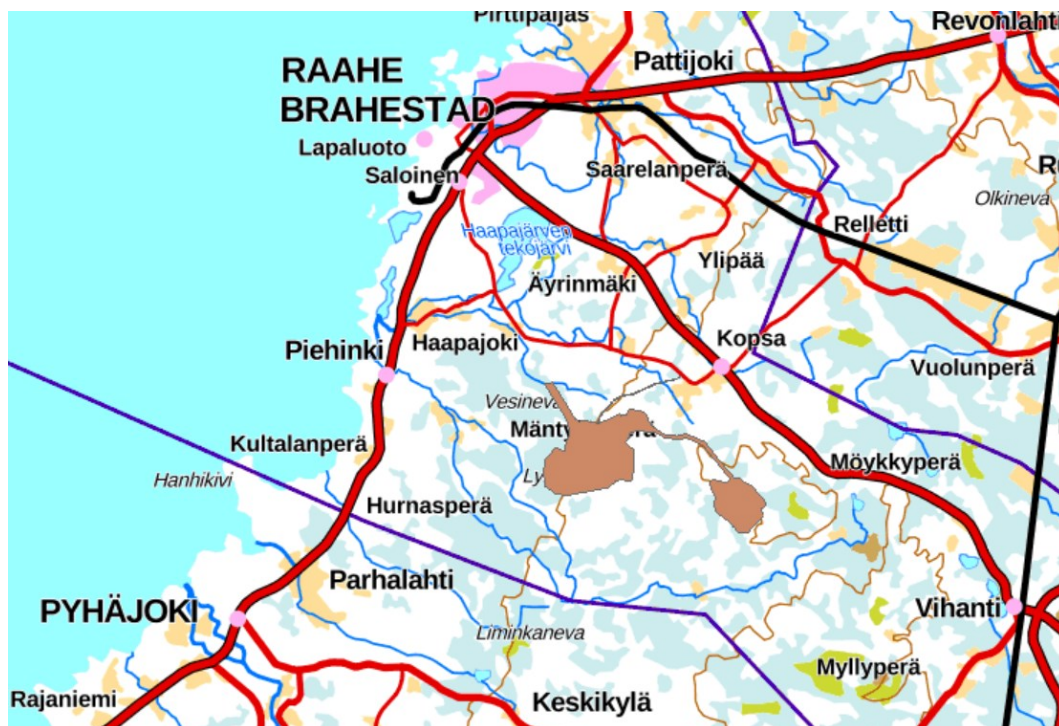 Pirttipaljas
Revonlahti
Pattijoki
RAAHE
BRAHESTAD
Lapaluoto
Saloinen
Saarelanperä
Olkineva
Relletti
Haapajärven
tekojärvi
Ylipää
Äyrinmäki
Kopsa
Piehinki
Haapajoki
Vuolunperä
Vesineva
Kultalanperä
Möykkyperä
Hanhikivi
Hurnasperä
Parhalahti
PYHÄJOKI
Vihanti
Liminkaneva
Myllyperä
Rajaniemi
Keskikylä